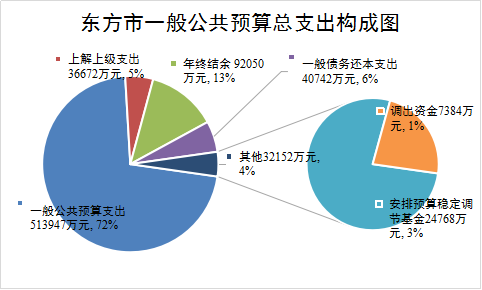 东方市一般公共预算总支出构成图
上解上级支出
36672万元, 5%
年终结余 92050
万元, 13%
一般债务还本支出
40742万元, 6%
其他32152万元,
4%
一般公共预算支出
513947万元, 72%
调出资金7384万
元, 1%
安排预算稳定调
节基金24768万
元, 3%